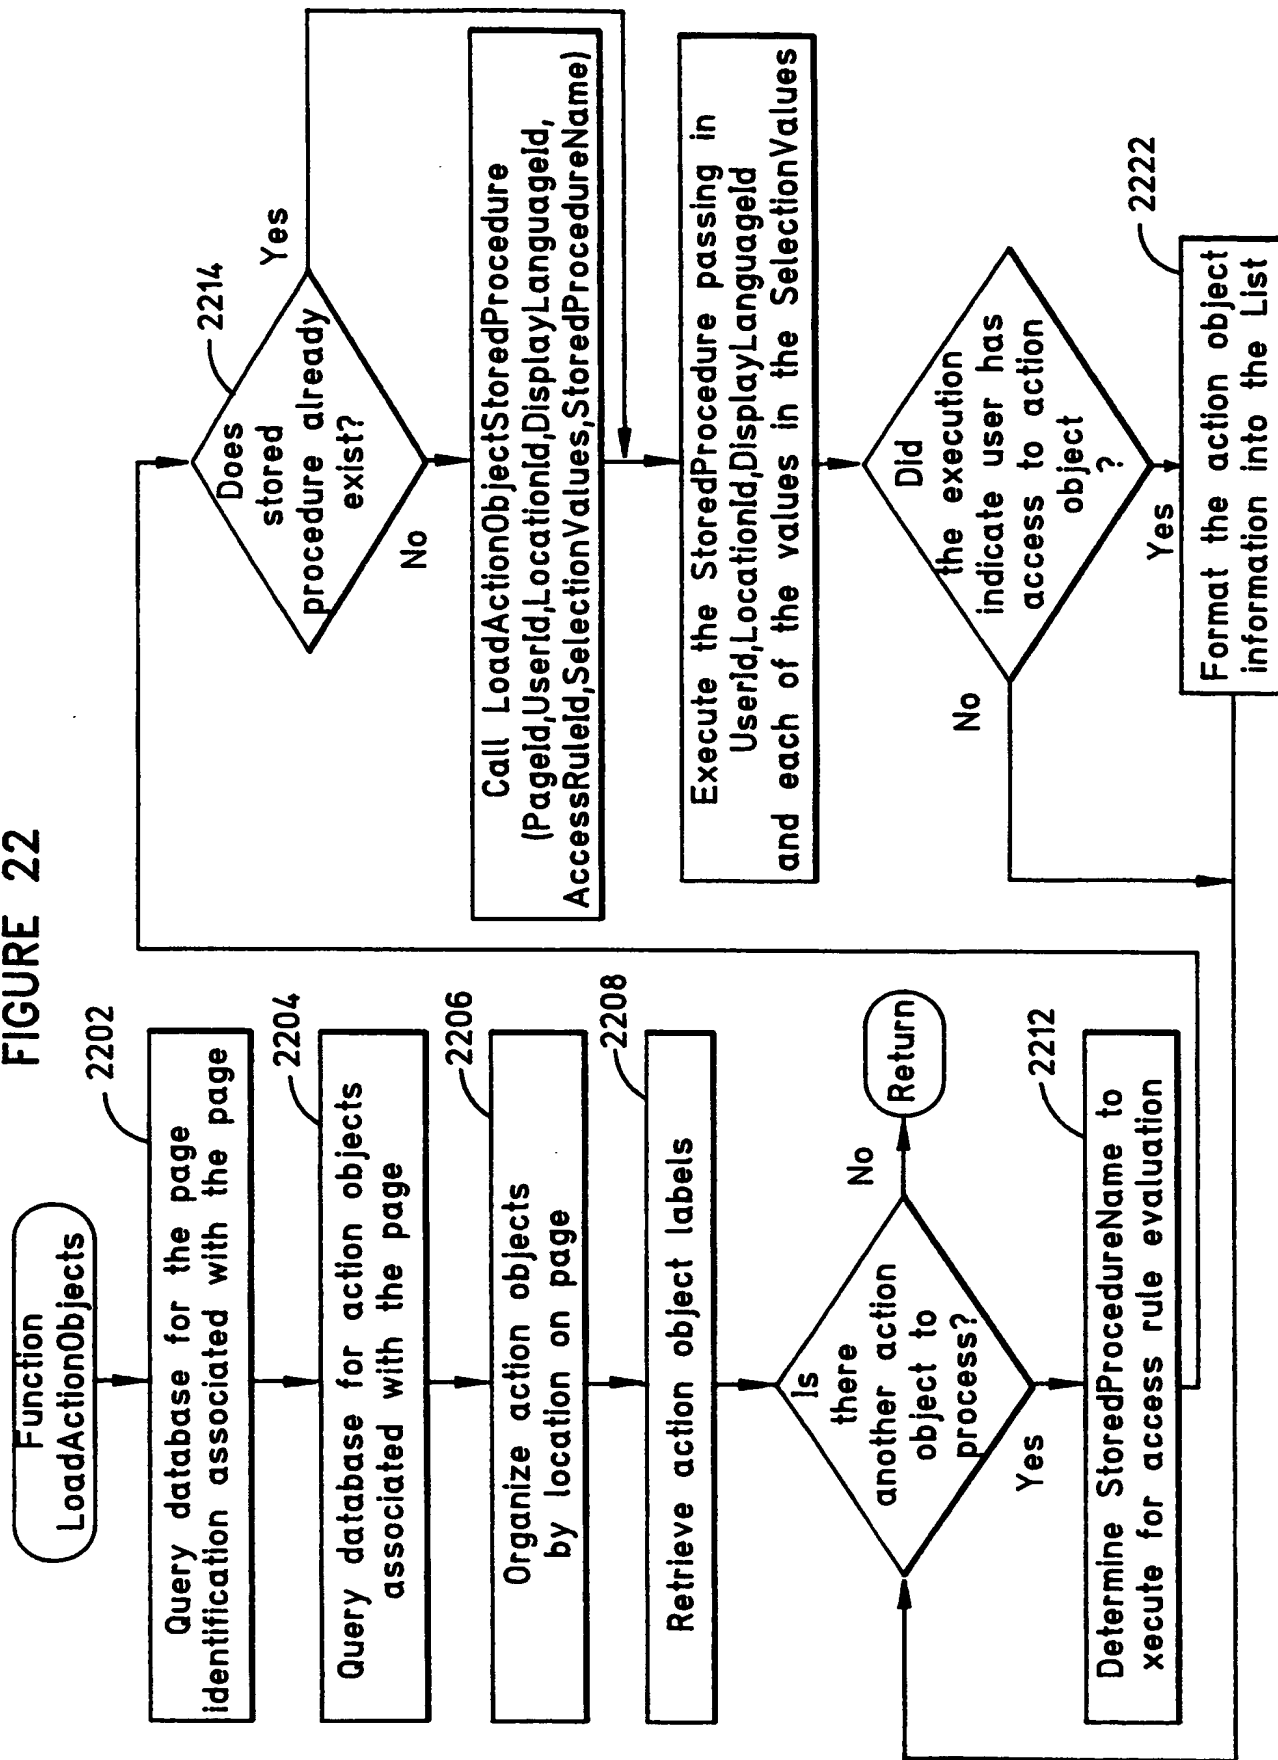 FIGURE 22
Function
LoadActionObjects
2202
Query database for the page
identification associated with the page
2204
Query database for action objects
associated with the page
2206
Organize action objects
by location on page
2208
Retrieve action object labels
Is
there
another action
object to
process?
No
Return
Yes
2212
Determine StoredProcedureName to
xecute for access rule evaluation
2214
Does
stored
procedure already
exist?
Yes
No
Call LoadActionObjectStoredProcedure
(PageId,UserId,LocationId,DisplayLanguageId,
AccessRuleId,SelectionValues,StoredProcedureName)
Execute the StoredProcedure passing in
UserId,LocationId,DisplayLanguageId
and each of the values in the SelectionValues
Did
the execution
indicate user has
access to action
object
?
No
Yes
2222
Format the action object
information into the List